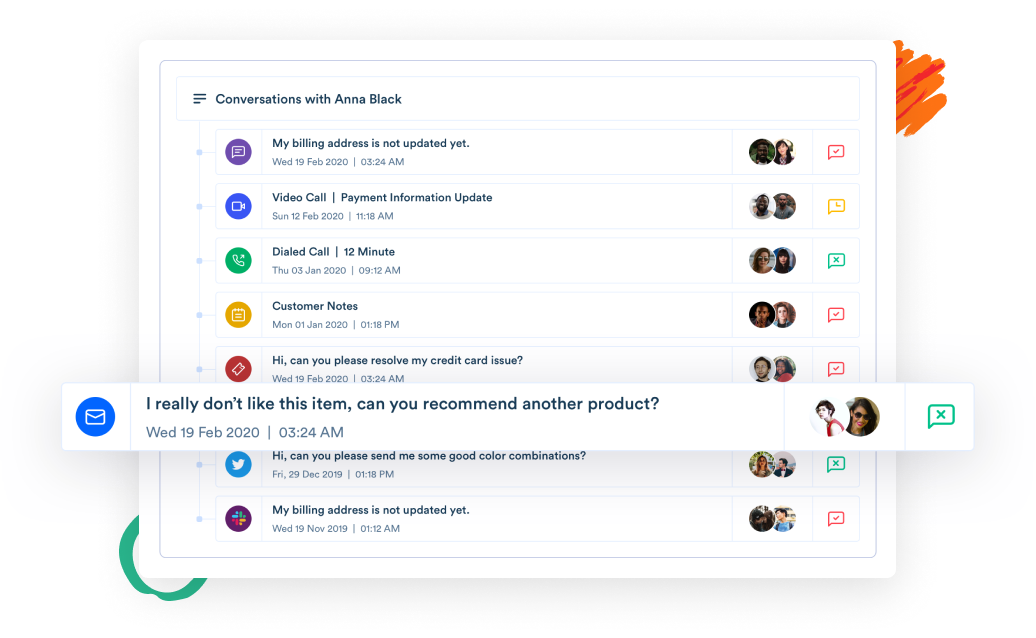 Conversations with Anna Black
My billing address is not updated yet.
Wed 19 Feb 2020 | 03:24 AM
Video Call | Payment Information Update
Sun 12 Feb 2020 | 11:18 AM
Dialed Call | 12 Minute
Thu 03 Jan 2020 | 09:12 AM
Customer Notes
Mon 01 Jan 2020 | 01:18 PM
Hi, can you please resolve my credit card issue?
Wed 19 Feb 2020 | 03:24 AM
I really don’t like this item, can you recommend another product?
Wed 19 Feb 2020 | 03:24 AM
Hi, can you please send me some good color combinations?
Fri, 29 Dec 2019 | 01:18 PM
My billing address is not updated yet.
Wed 19 Nov 2019 | 01:12 AM